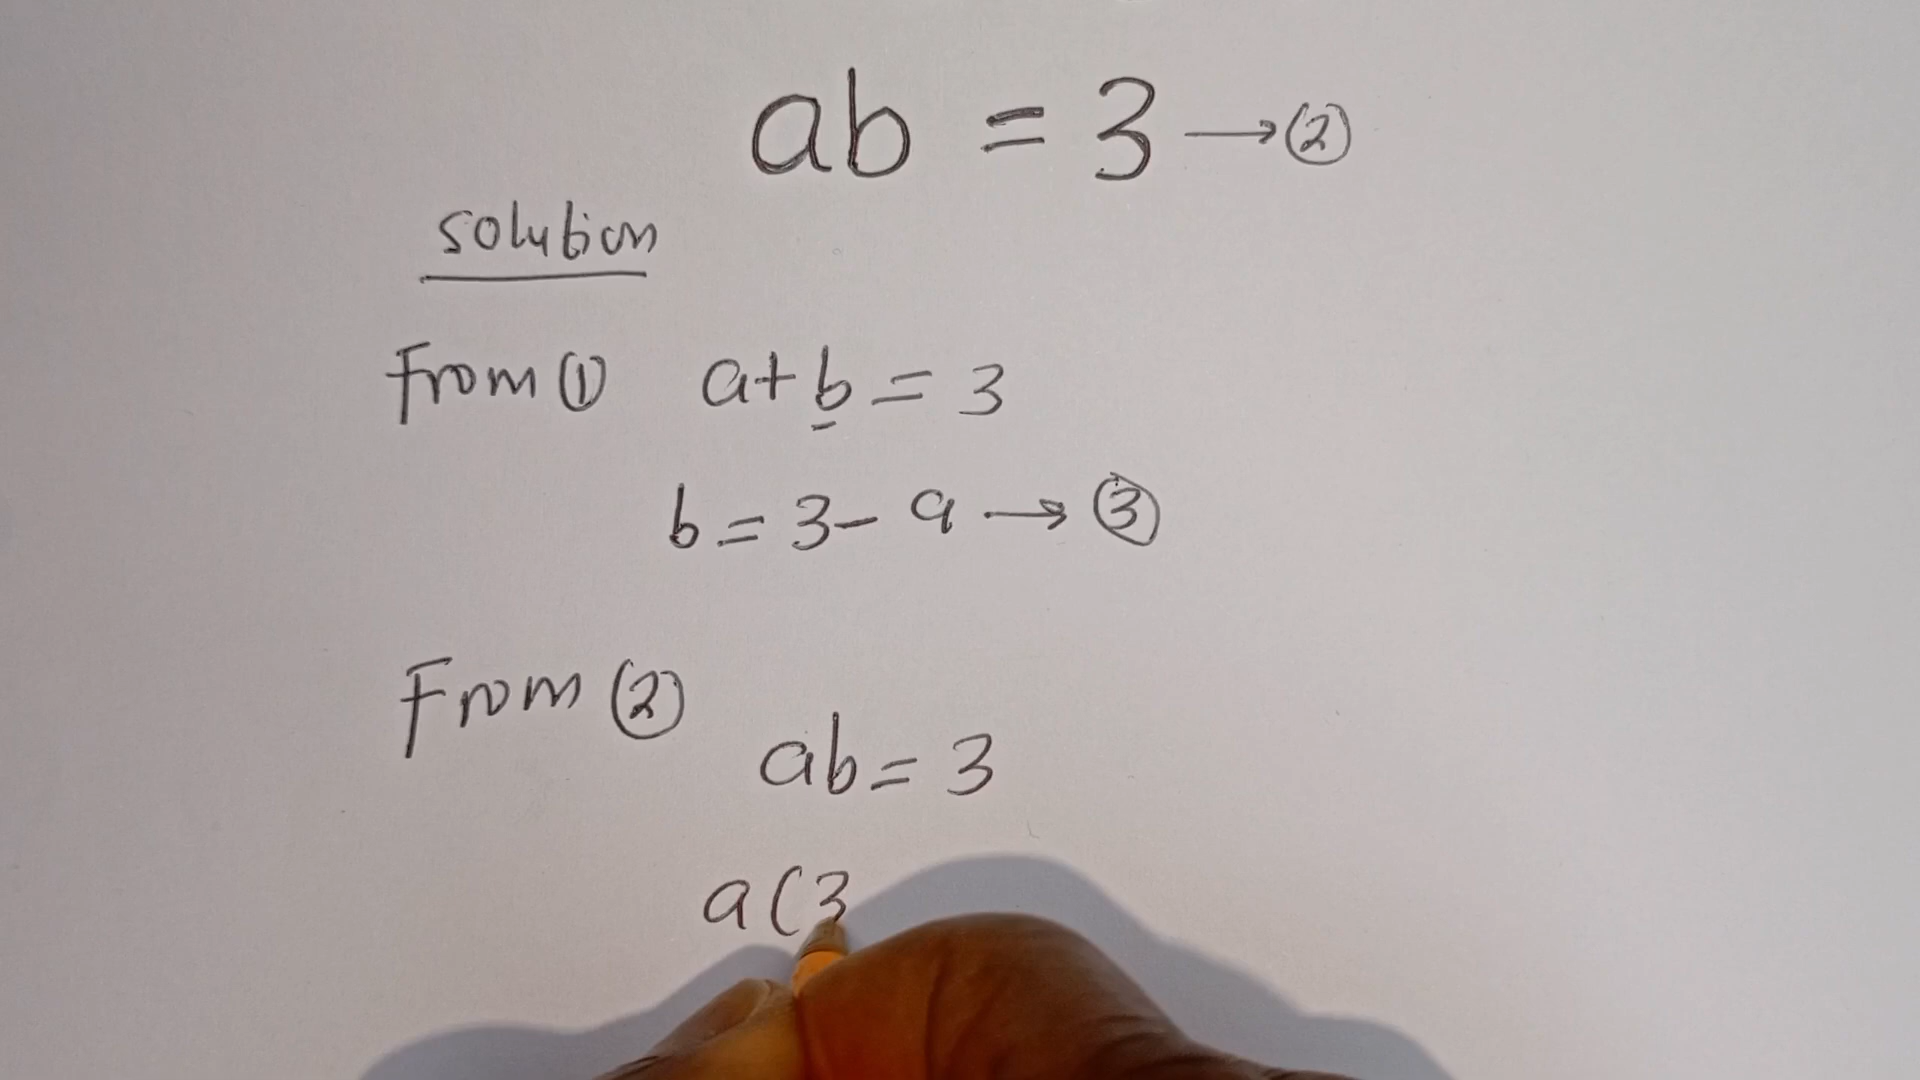 ab = 3 → ②
solution
From ① a + b = 3
b = 3 - a → ③
From ②
ab = 3
a(3